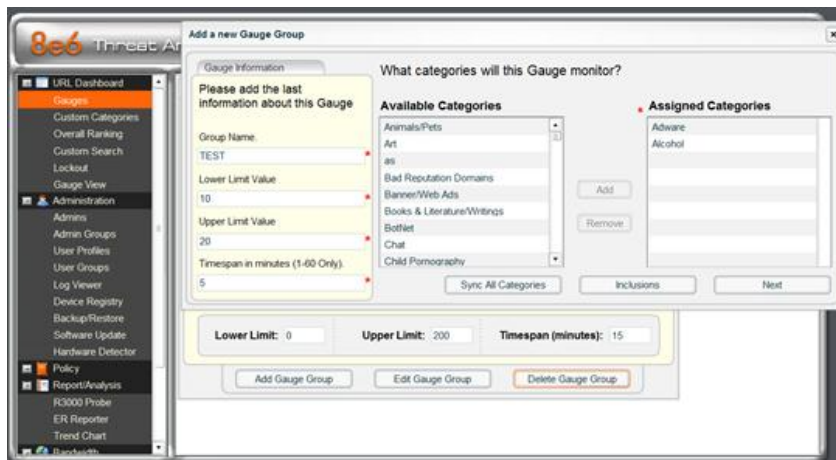 8e6 Threat An
URL Dashboard
Gauges
Custom Categories
Overall Ranking
Custom Search
Lockout
Gauge View
Administration
Admins
Admin Groups
User Profiles
User Groups
Log Viewer
Device Registry
Backup/Restore
Software Update
Hardware Detector
Policy
Report/Analysis
R3000 Probe
ER Reporter
Trend Chart
Bandwidth
Add a new Gauge Group
Gauge Information
Please add the last
information about this Gauge
Group Name.
TEST
Lower Limit Value
10
Upper Limit Value
20
Timespan in minutes (1-60 Only).
5
What categories will this Gauge monitor?
Available Categories
Animals/Pets
Art
as
Bad Reputation Domains
Banner/Web Ads
Books & Literature/Writings
BotNet
Chat
Child Pornography
Add
Remove
* Assigned Categories
Adware
Alcohol
Sync All Categories
Inclusions
Next
Lower Limit: 0
Upper Limit: 200
Timespan (minutes): 15
Add Gauge Group
Edit Gauge Group
Delete Gauge Group